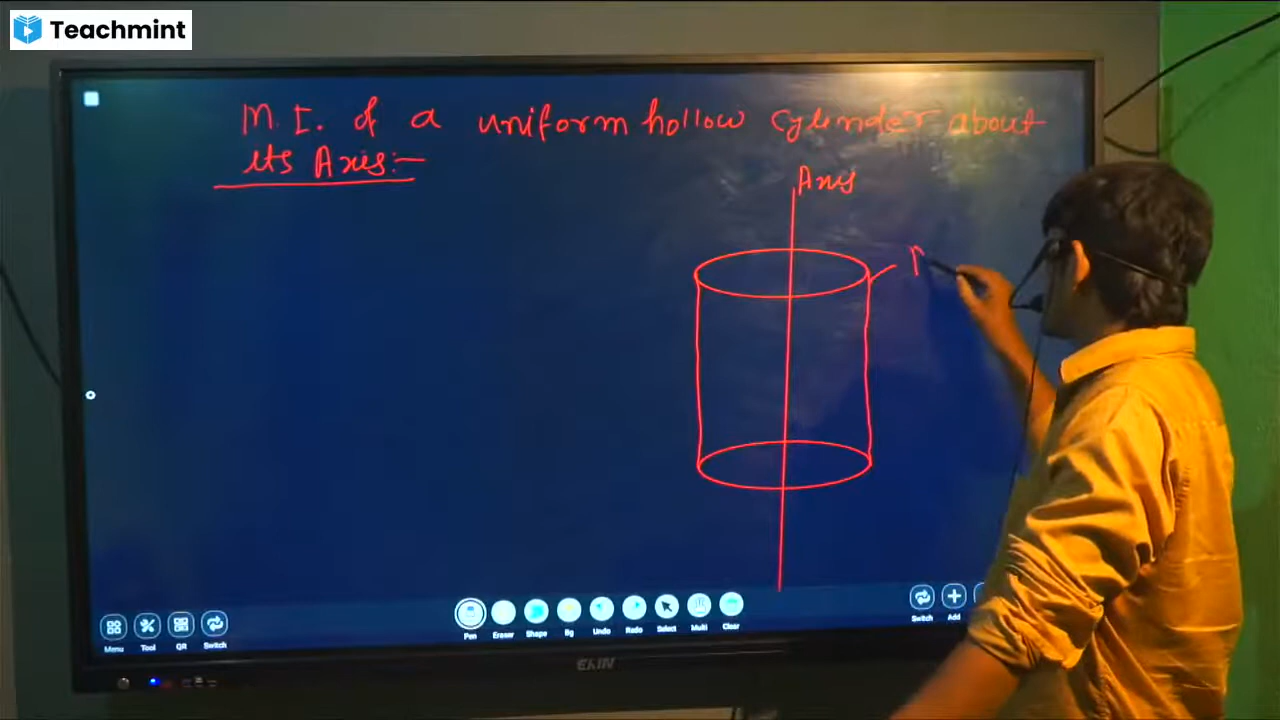 Teachmint
M.I. of a uniform hollow cylinder about
its Axis:-
Axis
Menu
Tool
QR
Switch
Pen
Eraser
Shape
Bg
Undo
Redo
Select
Multi
Clear
Switch
Add